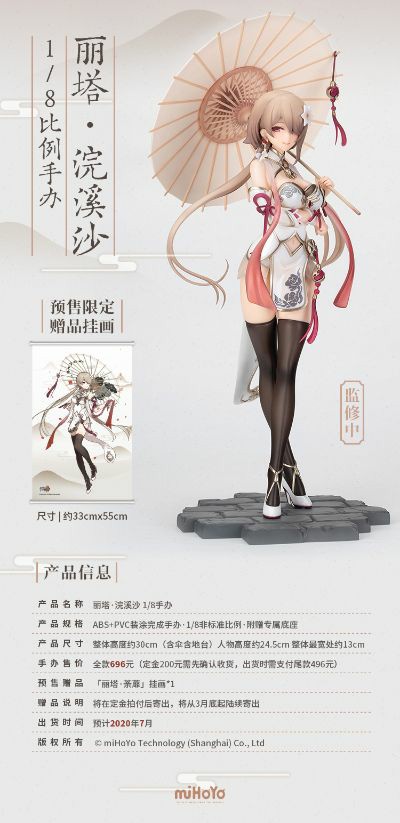 丽塔·浣溪沙
1/8比例手办
预售限定
赠品挂画
尺寸 | 约33cmx55cm
监修中
产品信息
产品名称 丽塔·浣溪沙 1/8手办
产品规格 ABS+PVC装涂完成手办·1/8非标准比例·附赠专属底座
产品尺寸 整体高度约30cm（含伞含地台）人物高度约24.5cm 整体最宽处约13cm
手办售价 全款696元（定金200元需先确认收货，出货时需支付尾款496元）
预售赠品 「丽塔·荼蘼」挂画*1
赠品说明 将在定金拍付后寄出，将从3月底起陆续寄出
出货时间 预计2020年7月
版权所有 © miHoYo Technology (Shanghai) Co., Ltd
miHoYo